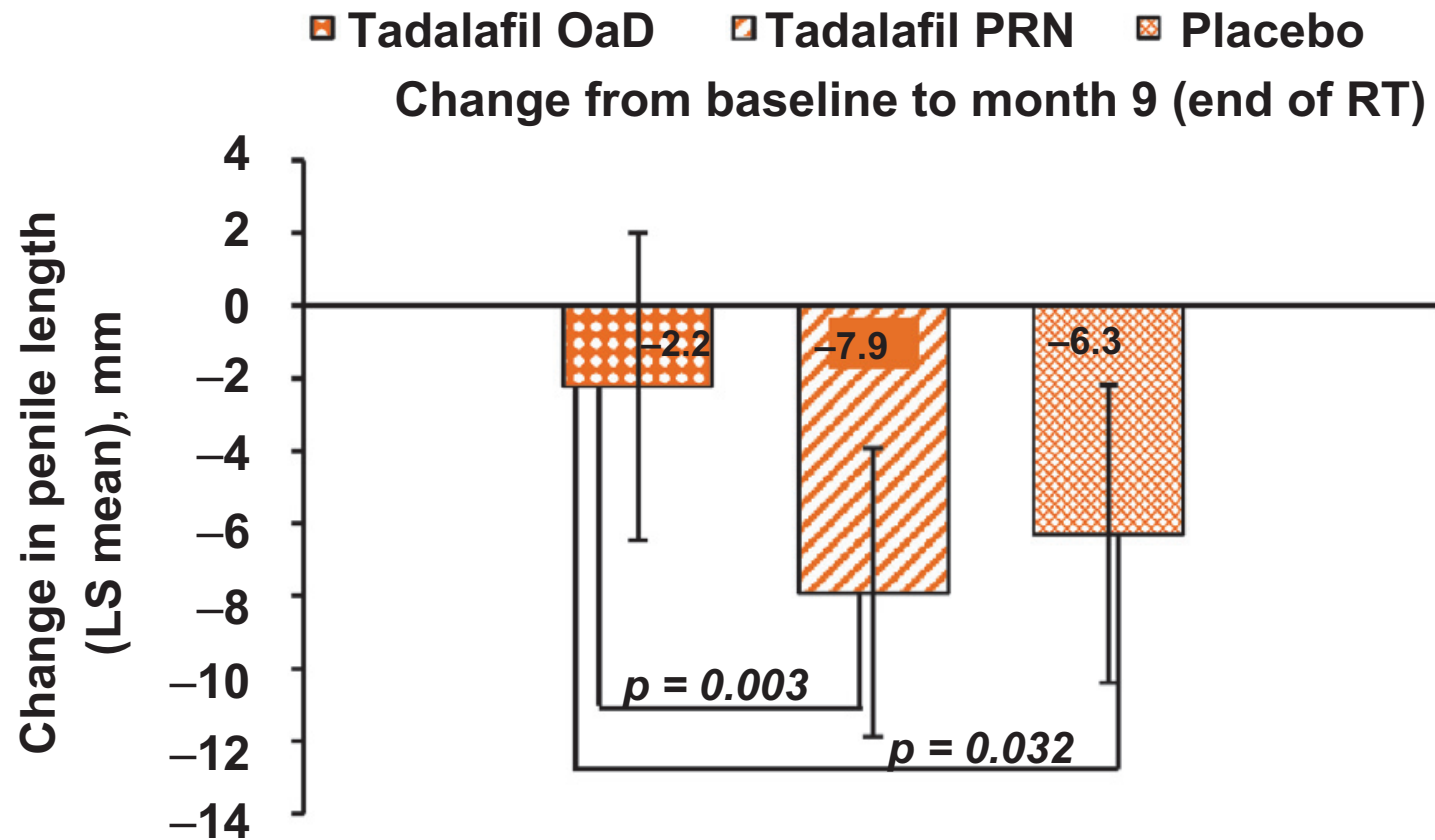 Tadalafil OaD Tadalafil PRN Placebo
Change from baseline to month 9 (end of RT)
Change in penile length
(LS mean), mm
4
2
0
−2
−4
−6
−8
−10
−12
−14
−2.2
−7.9
−6.3
p = 0.003
p = 0.032